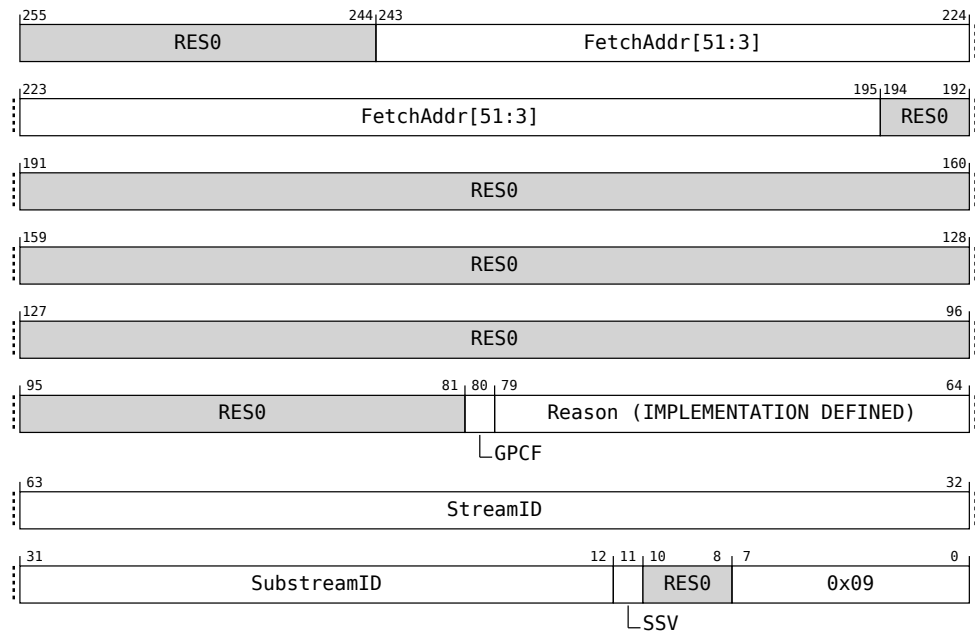 255 244 243 224
RES0 FetchAddr[51:3]
223 195 194 192
FetchAddr[51:3] RES0
191 160
RES0
159 128
RES0
127 96
RES0
95 81 80 79 64
RES0 Reason (IMPLEMENTATION DEFINED)
GPCF
63 32
StreamID
31 12 11 10 8 7 0
SubstreamID RES0 0x09
SSV